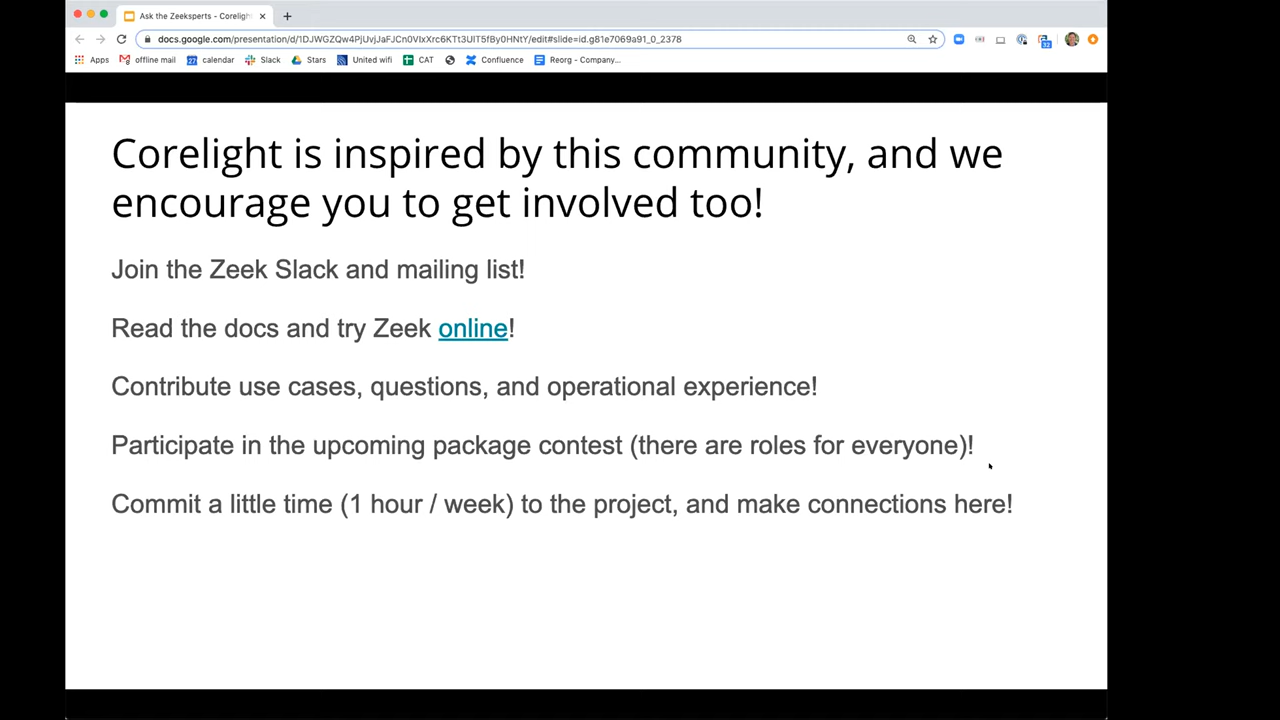 Ask the Zeeksperts - Corelight
docs.google.com/presentation/d/1DJWGZQw4PjUvjJaFJCn0VIxXrc6KTt3UIT5fBy0HNtY/edit#slide=id.g81e7069a91_0_2378
Apps offline mail calendar Slack Stars United wifi CAT Confluence Reorg - Company...
Corelight is inspired by this community, and we
encourage you to get involved too!
Join the Zeek Slack and mailing list!
Read the docs and try Zeek online!
Contribute use cases, questions, and operational experience!
Participate in the upcoming package contest (there are roles for everyone)!
Commit a little time (1 hour / week) to the project, and make connections here!